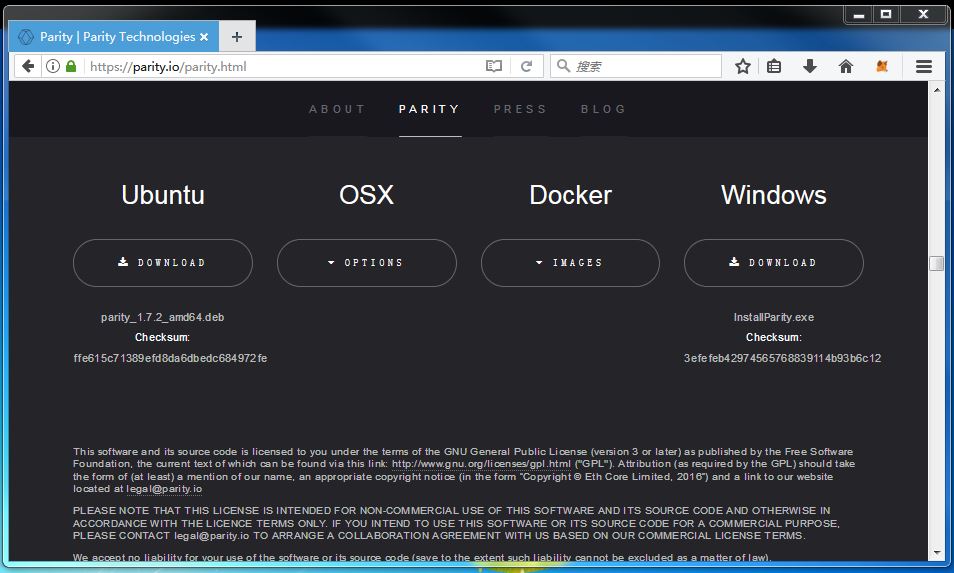 Parity | Parity Technologies
https://parity.io/parity.html
搜索
ABOUT PARITY PRESS BLOG
Ubuntu OSX Docker Windows
DOWNLOAD OPTIONS IMAGES DOWNLOAD
parity_1.7.2_amd64.deb InstallParity.exe
Checksum: Checksum:
ffe615c71389efd8da6dbedc684972fe 3efefeb42974565768839114b93b6c12
This software and its source code is licensed to you under the terms of the GNU General Public License (version 3 or later) as published by the Free Software
Foundation, the current text of which can be found via this link: http://www.gnu.org/licenses/gpl.html ("GPL"). Attribution (as required by the GPL) should take
the form of (at least) a mention of our name, an appropriate copyright notice (in the form "Copyright © Eth Core Limited, 2016") and a link to our website
located at legal@parity.io
PLEASE NOTE THAT THIS LICENSE IS INTENDED FOR NON-COMMERCIAL USE OF THIS SOFTWARE AND ITS SOURCE CODE AND OTHERWISE IN
ACCORDANCE WITH THE LICENCE TERMS ONLY. IF YOU INTEND TO USE THIS SOFTWARE OR ITS SOURCE CODE FOR A COMMERCIAL PURPOSE,
PLEASE CONTACT legal@parity.io TO ARRANGE A COLLABORATION AGREEMENT WITH US BASED ON OUR COMMERCIAL LICENSE TERMS.
We accept no liability for your use of the software or its source code (save to the extent such liability cannot be excluded as a matter of law).